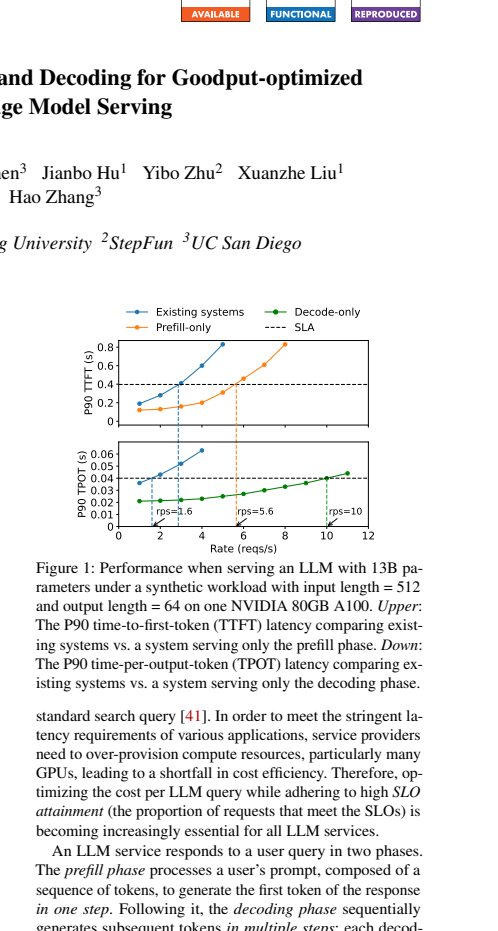 AVAILABLE FUNCTIONAL REPRODUCED
and Decoding for Goodput-optimized
ge Model Serving
en3 Jianbo Hu1 Yibo Zhu2 Xuanzhe Liu1
Hao Zhang3
g University 2StepFun 3UC San Diego
Existing systems
Prefill-only
Decode-only
SLA
P90 TTFT (s)
0.8
0.6
0.4
0.2
0
P90 TPOT (s)
0.06
0.05
0.04
0.03
0.02
0.01
0
rps=1.6 rps=5.6 rps=10
0 2 4 6 8 10 12
Rate (reqs/s)
Figure 1: Performance when serving an LLM with 13B pa-
rameters under a synthetic workload with input length = 512
and output length = 64 on one NVIDIA 80GB A100. Upper:
The P90 time-to-first-token (TTFT) latency comparing exist-
ing systems vs. a system serving only the prefill phase. Down:
The P90 time-per-output-token (TPOT) latency comparing ex-
isting systems vs. a system serving only the decoding phase.
standard search query [41]. In order to meet the stringent la-
tency requirements of various applications, service providers
need to over-provision compute resources, particularly many
GPUs, leading to a shortfall in cost efficiency. Therefore, op-
timizing the cost per LLM query while adhering to high SLO
attainment (the proportion of requests that meet the SLOs) is
becoming increasingly essential for all LLM services.
An LLM service responds to a user query in two phases.
The prefill phase processes a user's prompt, composed of a
sequence of tokens, to generate the first token of the response
in one step. Following it, the decoding phase sequentially
generates subsequent tokens in multiple steps; each decod-